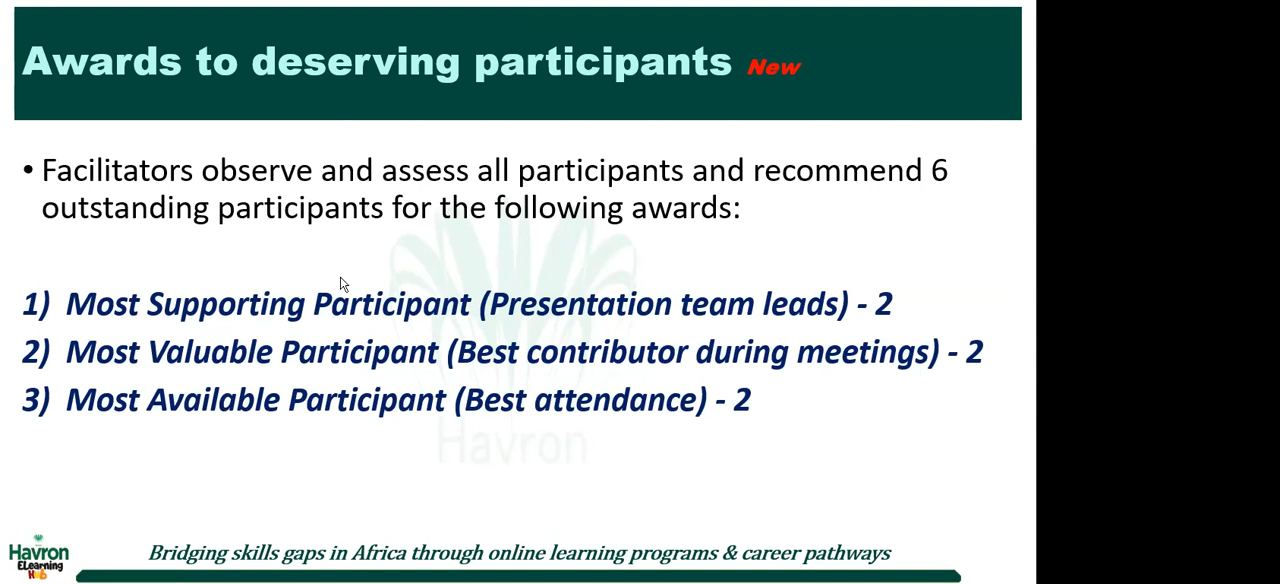 Awards to deserving participants New
• Facilitators observe and assess all participants and recommend 6
outstanding participants for the following awards:
1) Most Supporting Participant (Presentation team leads) - 2
2) Most Valuable Participant (Best contributor during meetings) - 2
3) Most Available Participant (Best attendance) - 2
Havron
Havron
ELearning
Hub
Bridging skills gaps in Africa through online learning programs & career pathways